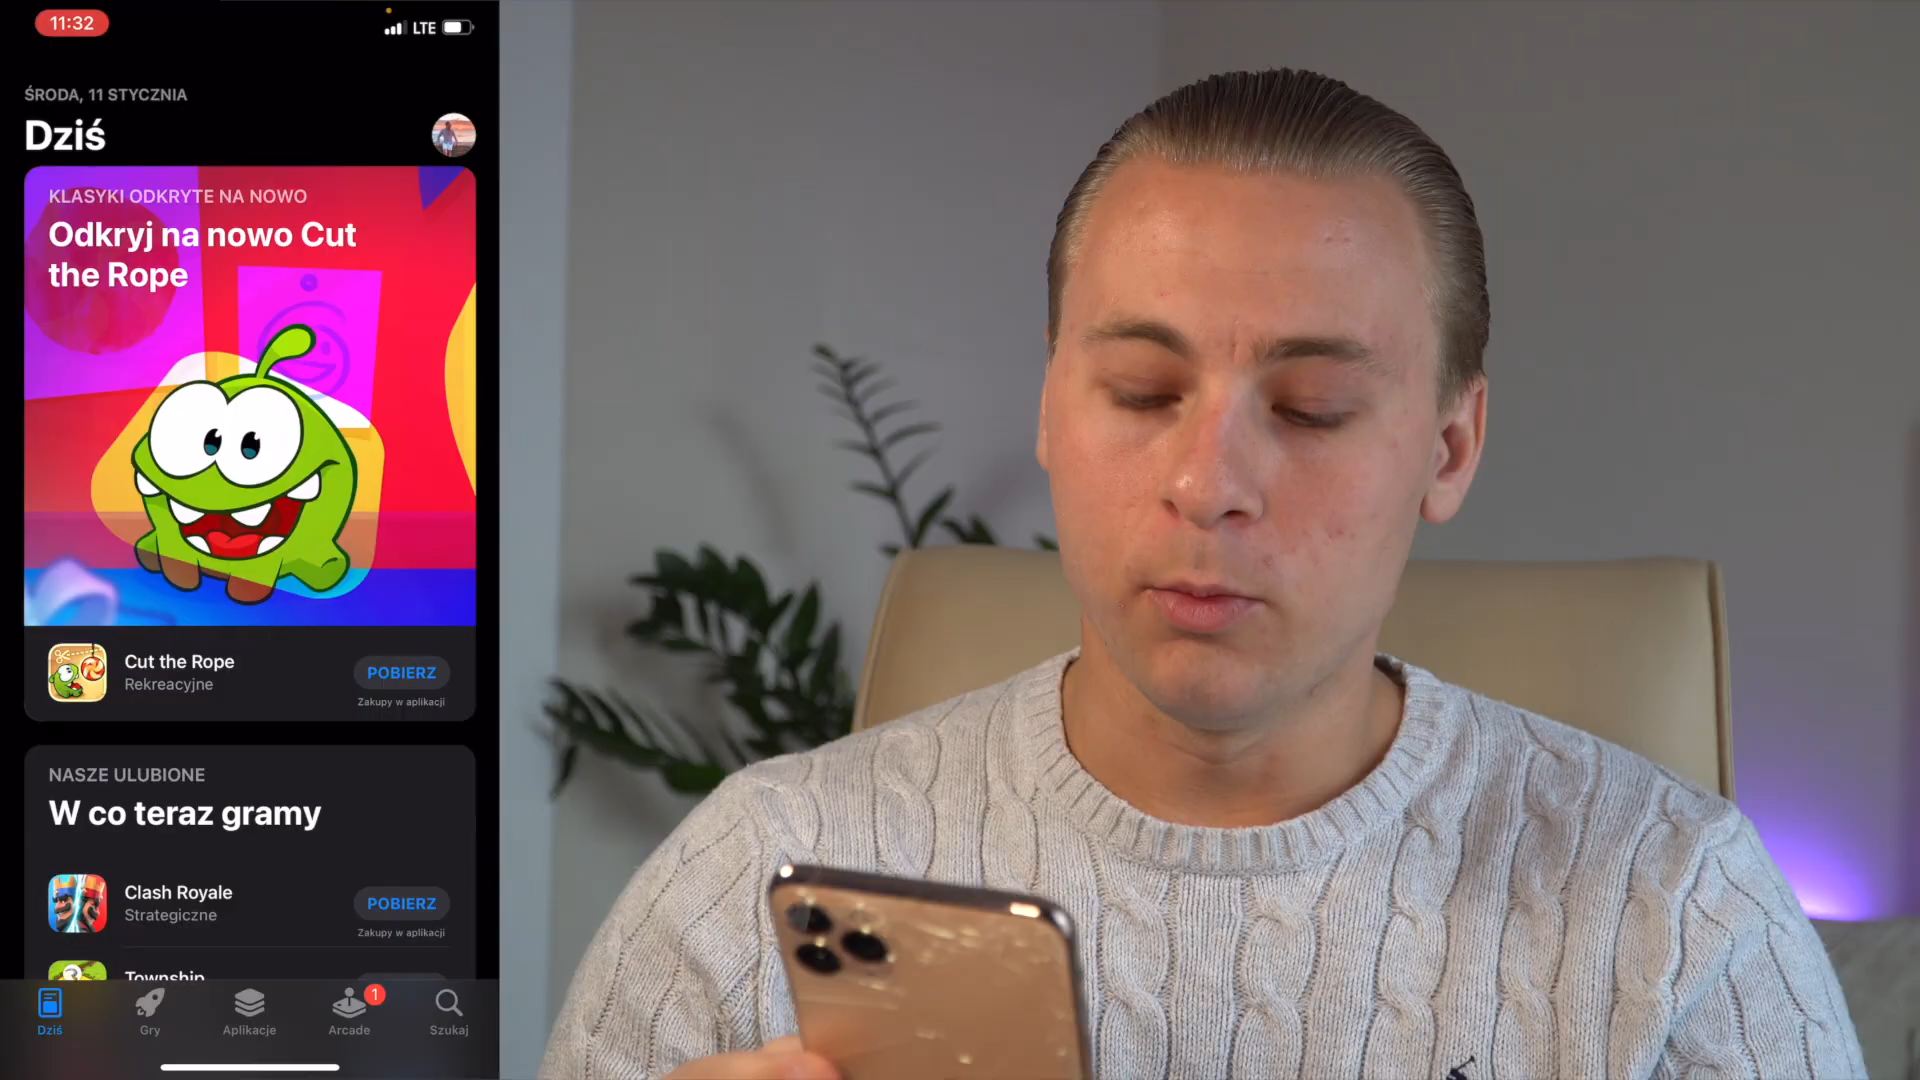 11:32
LTE
ŚRODA, 11 STYCZNIA
Dziś
KLASYKI ODKRYTE NA NOWO
Odkryj na nowo Cut
the Rope
Cut the Rope
Rekreacyjne
POBIERZ
Zakupy w aplikacji
NASZE ULUBIONE
W co teraz gramy
Clash Royale
Strategiczne
POBIERZ
Zakupy w aplikacji
Township
1
Dziś
Gry
Aplikacje
Arcade
Szukaj